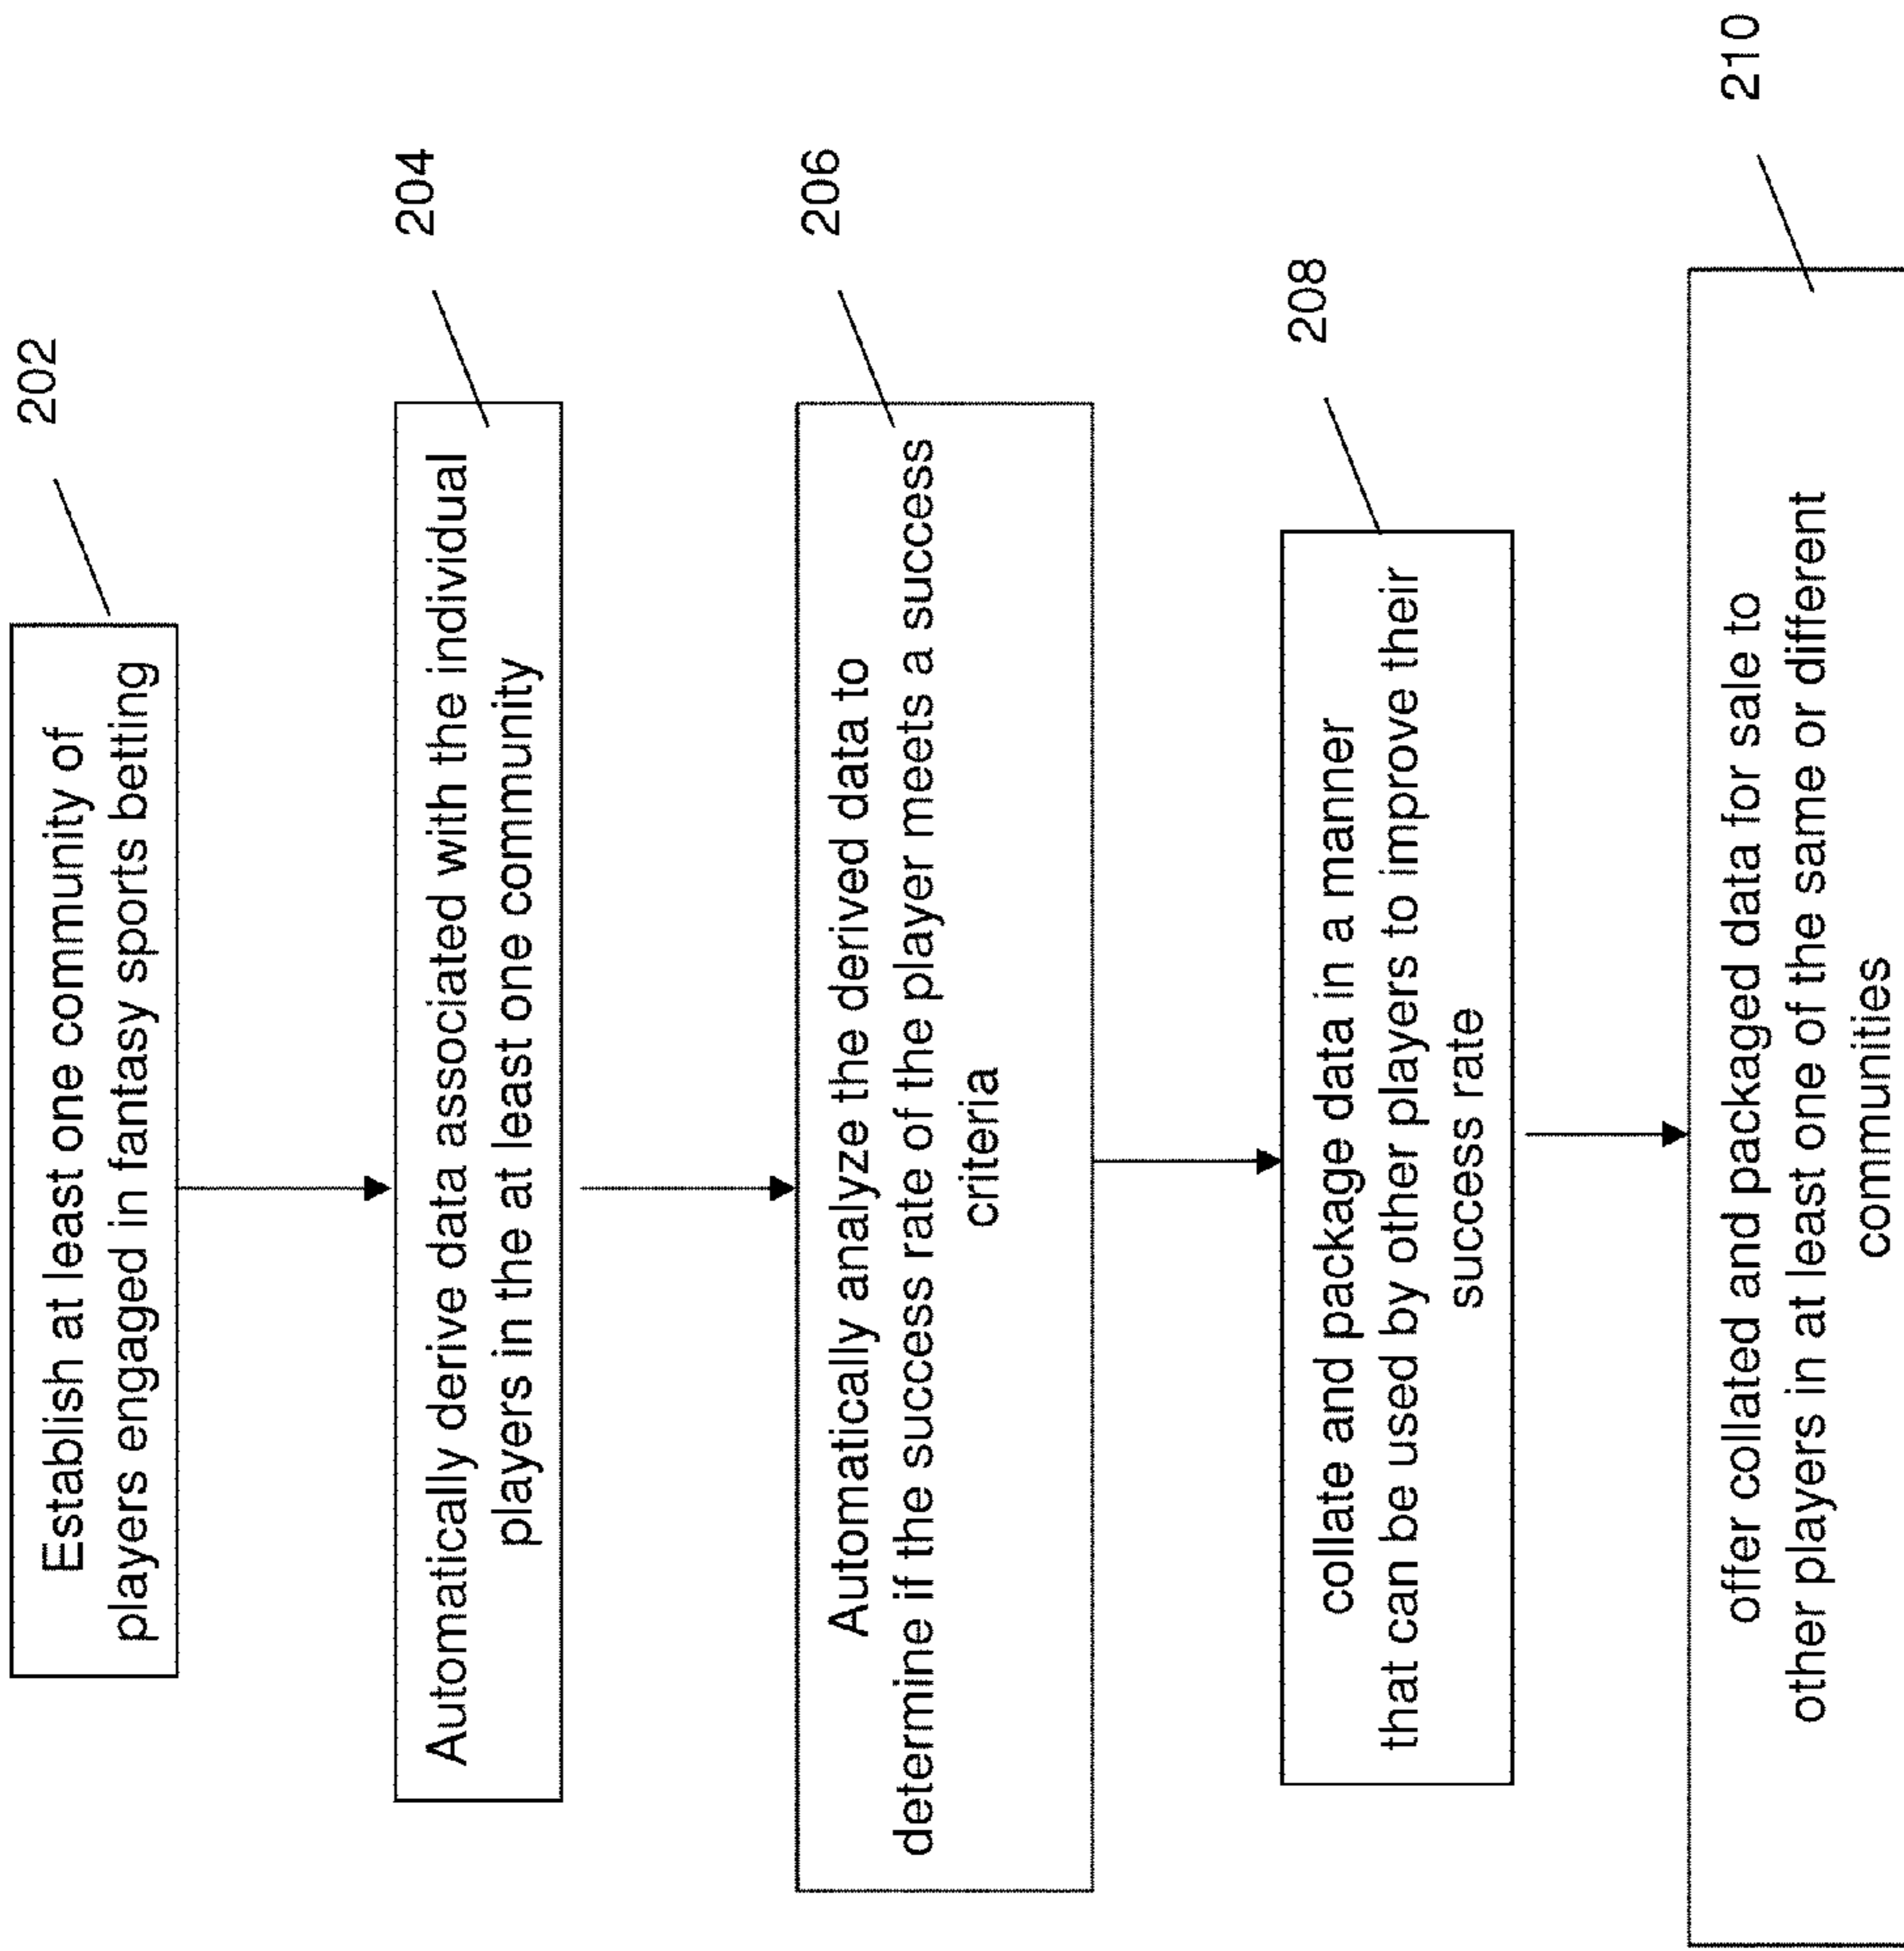 Establish at least one community of
players engaged in fantasy sports betting
202
Automatically derive data associated with the individual
players in the at least one community
204
Automatically analyze the derived data to
determine if the success rate of the player meets a success
criteria
206
collate and package data in a manner
that can be used by other players to improve their
success rate
208
offer collated and packaged data for sale to
other players in at least one of the same or different
communities
210